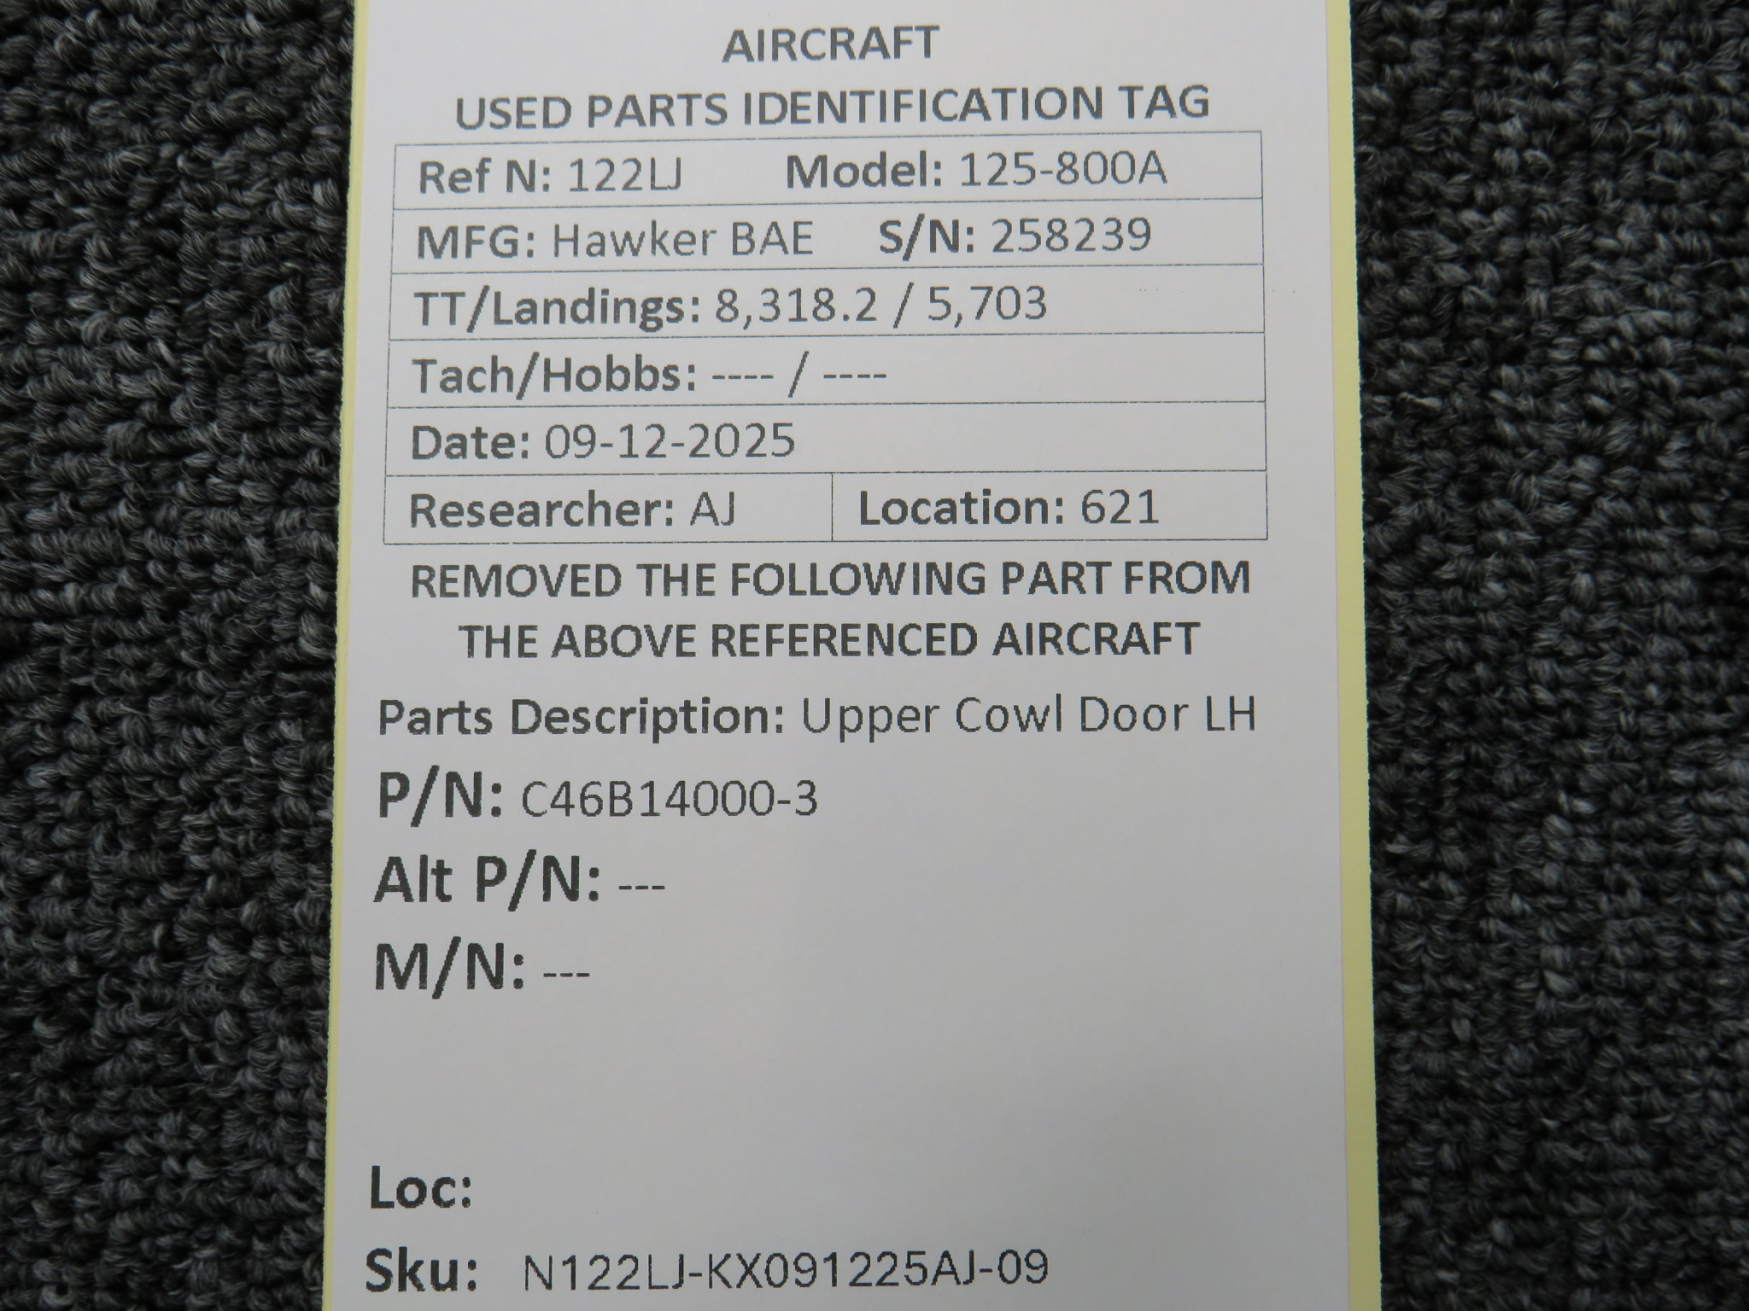 AIRCRAFT
USED PARTS IDENTIFICATION TAG
Ref N: 122LJ Model: 125-800A
MFG: Hawker BAE S/N: 258239
TT/Landings: 8,318.2 / 5,703
Tach/Hobbs: ---- / ----
Date: 09-12-2025
Researcher: AJ Location: 621
REMOVED THE FOLLOWING PART FROM
THE ABOVE REFERENCED AIRCRAFT
Parts Description: Upper Cowl Door LH
P/N: C46B14000-3
Alt P/N: ---
M/N: ---
Loc:
Sku: N122LJ-KX091225AJ-09